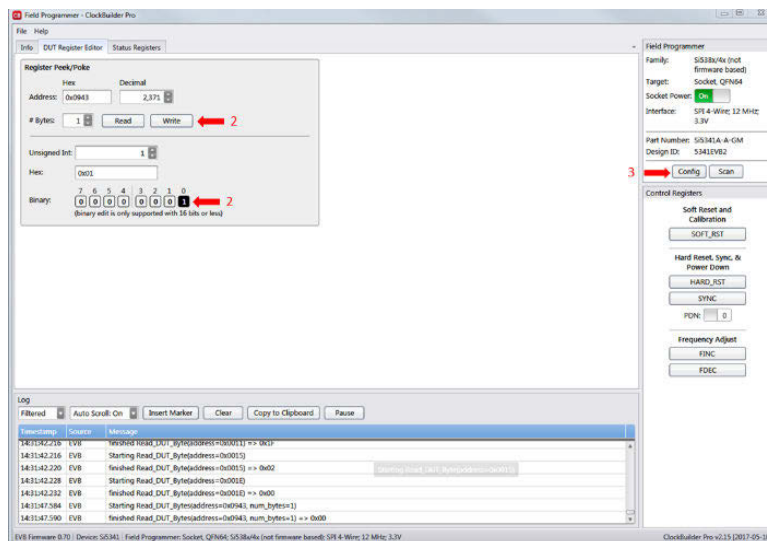 Field Programmer - ClockBuilder Pro
File Help
Info DUT Register Editor Status Registers
Register Peek/Poke
Hex Decimal
Address: 0x0943 2,371
# Bytes: 1 Read Write 2
Unsigned Int: 1
Hex: 0x01
7 6 5 4 3 2 1 0
Binary: 0 0 0 0 0 0 0 1 2
(binary edit is only supported with 16 bits or less)
Field Programmer
Family: Si538x/4x (not firmware based)
Target: Socket, QFN64
Socket Power: On
Interface: SPI 4-Wire; 12 MHz; 3.3V
Part Number: Si5341A-A-GM
Design ID: 5341EVB2
3 Config Scan
Control Registers
Soft Reset and
Calibration
SOFT_RST
Hard Reset, Sync, &
Power Down
HARD_RST
SYNC
PDN: 0
Frequency Adjust
FINC
FDEC
Log
Filtered Auto Scroll: On Insert Marker Clear Copy to Clipboard Pause
Timestamp Source Message
14:31:42.216 EVB finished Read_DUT_Byte(address=0x0011) => 0x1F
14:31:42.216 EVB Starting Read_DUT_Byte(address=0x0015)
14:31:42.220 EVB finished Read_DUT_Byte(address=0x0015) => 0x02
14:31:42.228 EVB Starting Read_DUT_Byte(address=0x001E)
14:31:42.232 EVB finished Read_DUT_Byte(address=0x001E) => 0x00
14:31:47.584 EVB Starting Read_DUT_Bytes(address=0x0943, num_bytes=1)
14:31:47.590 EVB finished Read_DUT_Bytes(address=0x0943, num_bytes=1) => 0x00
EVB Firmware 0.70 Device: Si5341 Field Programmer: Socket, QFN64; Si538x/4x (not firmware based); SPI 4-Wire; 12 MHz; 3.3V ClockBuilder Pro v2.15 [2017-05-18